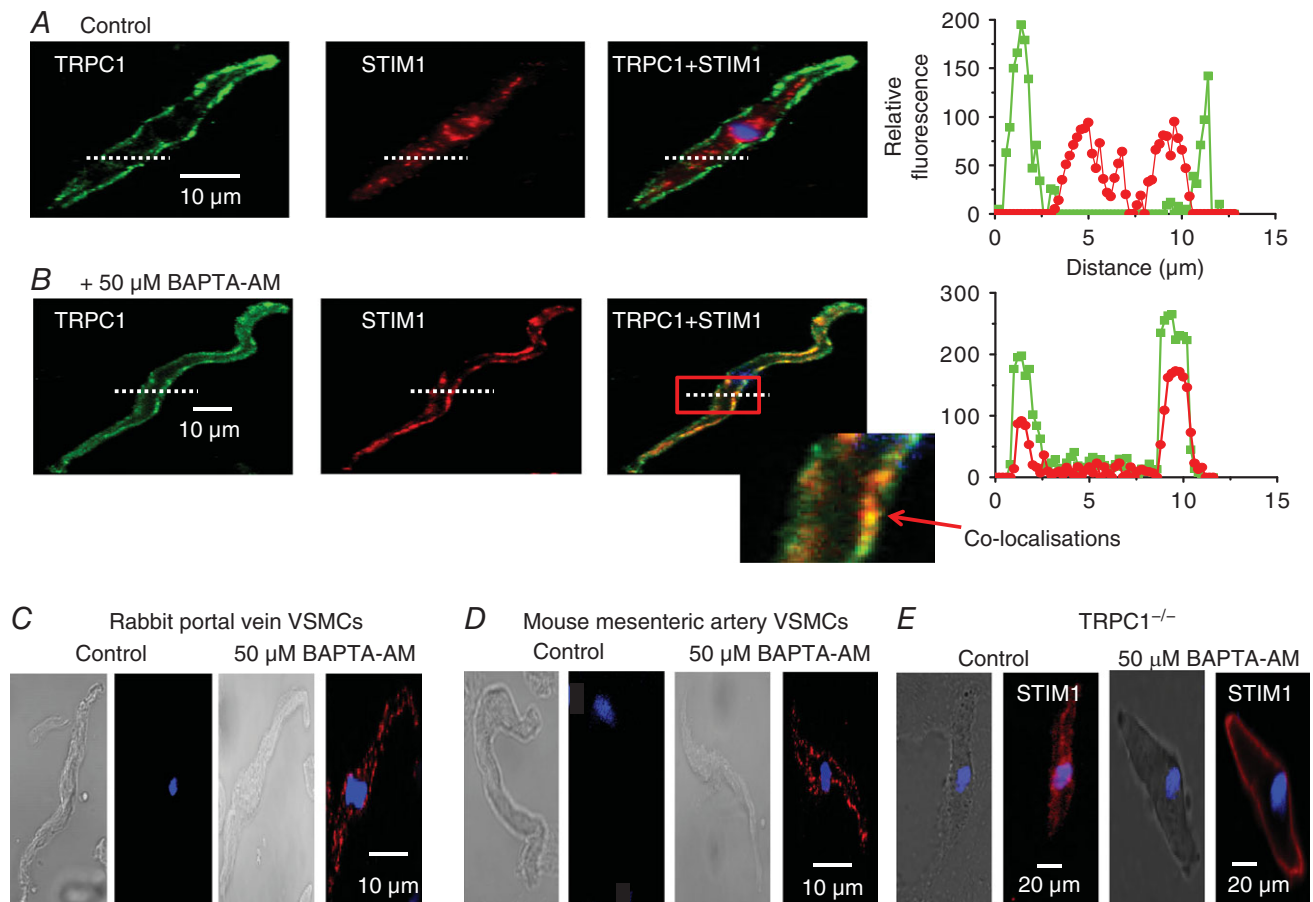 A Control
TRPC1
STIM1
TRPC1+STIM1
10 µm
Relative
fluorescence
200
150
100
50
0
0 5 10 15
Distance (µm)
B + 50 µM BAPTA-AM
TRPC1
STIM1
TRPC1+STIM1
10 µm
300
200
100
0
0 5 10 15
Co-localisations
C Rabbit portal vein VSMCs
Control 50 µM BAPTA-AM
10 µm
D Mouse mesenteric artery VSMCs
Control 50 µM BAPTA-AM
10 µm
E TRPC1⁻/⁻
Control 50 µM BAPTA-AM
STIM1
STIM1
20 µm
20 µm